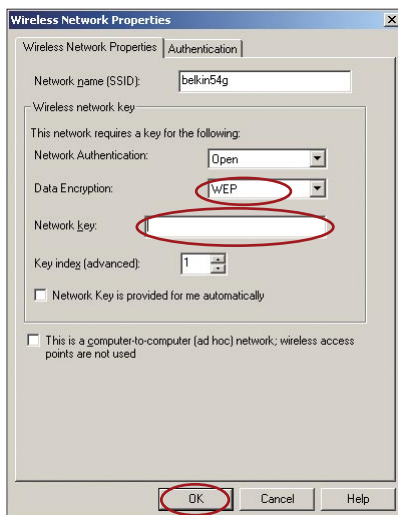 Wireless Network Properties
Wireless Network Properties Authentication
Network name (SSID): belkin54g
Wireless network key
This network requires a key for the following:
Network Authentication: Open
Data Encryption: WEP
Network key:
Key index (advanced): 1
Network Key is provided for me automatically
This is a computer-to-computer (ad hoc) network; wireless access
points are not used
OK Cancel Help